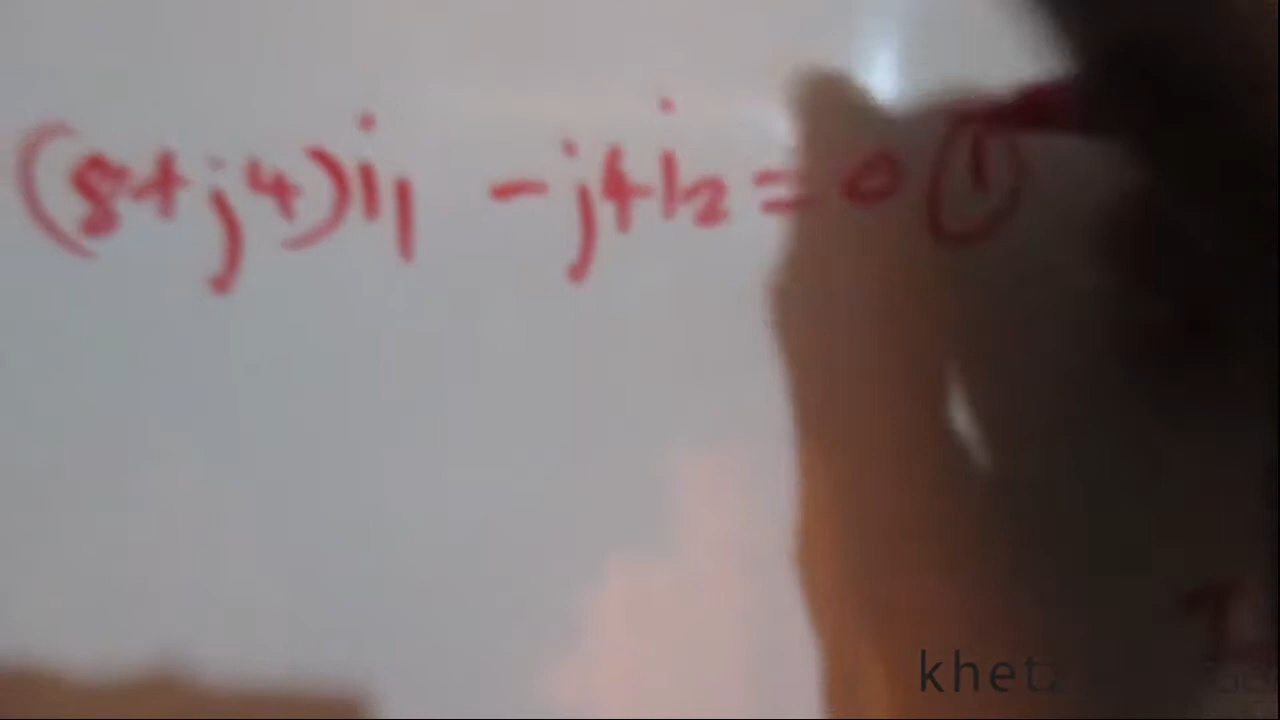 (8+j4)i1 - j4i2 = 0 ①
khet